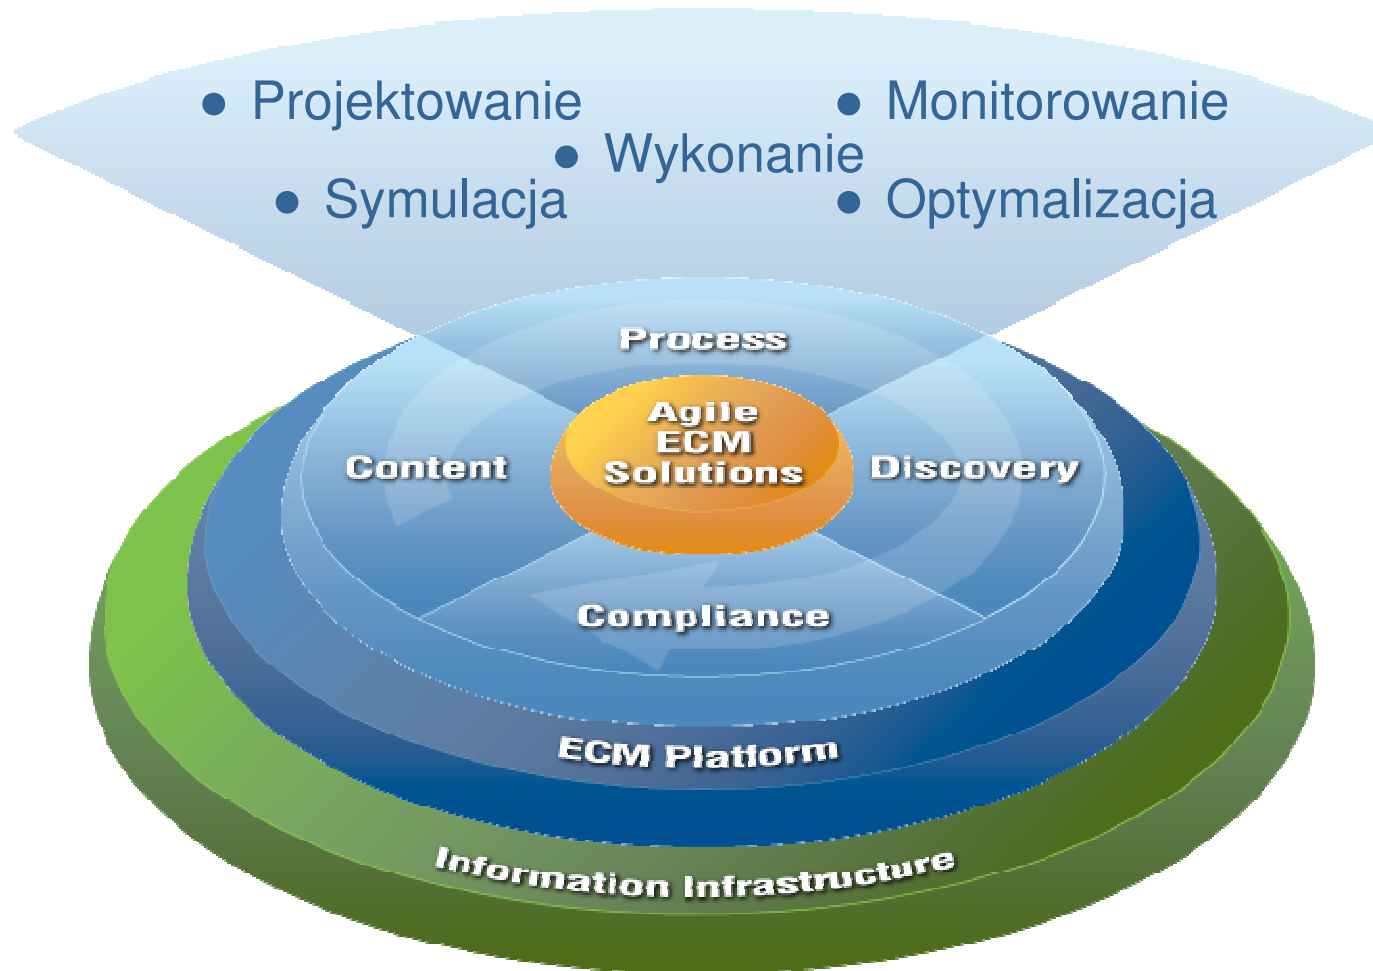 ● Projektowanie
● Monitorowanie
● Wykonanie
● Symulacja
● Optymalizacja
Process
Agile
ECM
Solutions
Content
Discovery
Compliance
ECM Platform
Information Infrastructure